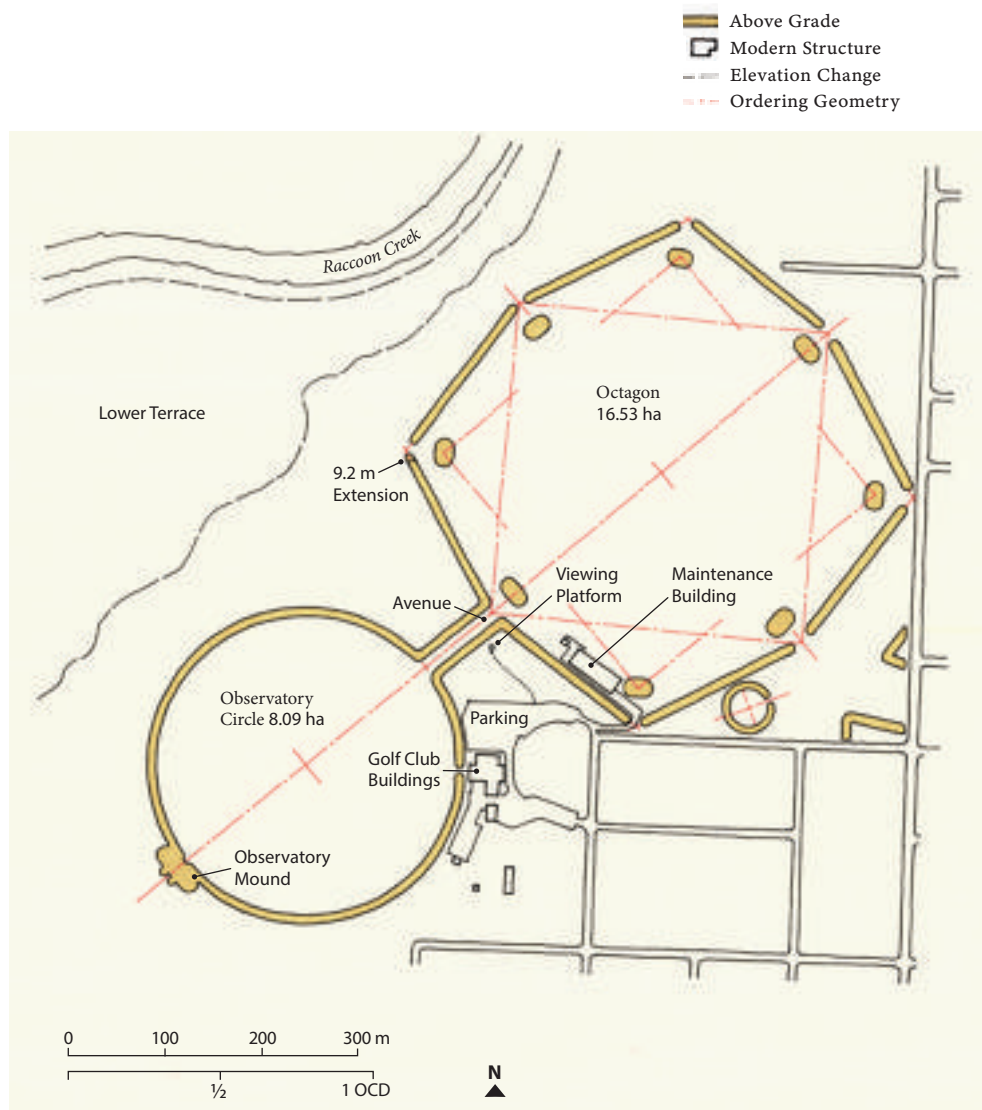 Above Grade
Modern Structure
Elevation Change
Ordering Geometry
Raccoon Creek
Lower Terrace
Octagon
16.53 ha
9.2 m
Extension
Viewing
Platform
Maintenance
Building
Avenue
Observatory
Circle 8.09 ha
Parking
Golf Club
Buildings
Observatory
Mound
0 100 200 300 m
½ 1 OCD
N